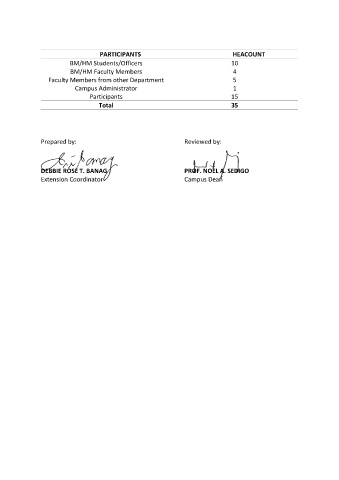 PARTICIPANTS HEACOUNT
BM/HM Students/Officers 10
BM/HM Faculty Members 4
Faculty Members from other Department 5
Campus Administrator 1
Participants 15
Total 35
Prepared by: Reviewed by:
DEBBIE ROSE T. BANAG PROF. NOEL A. SEDIGO
Extension Coordinator Campus Dean